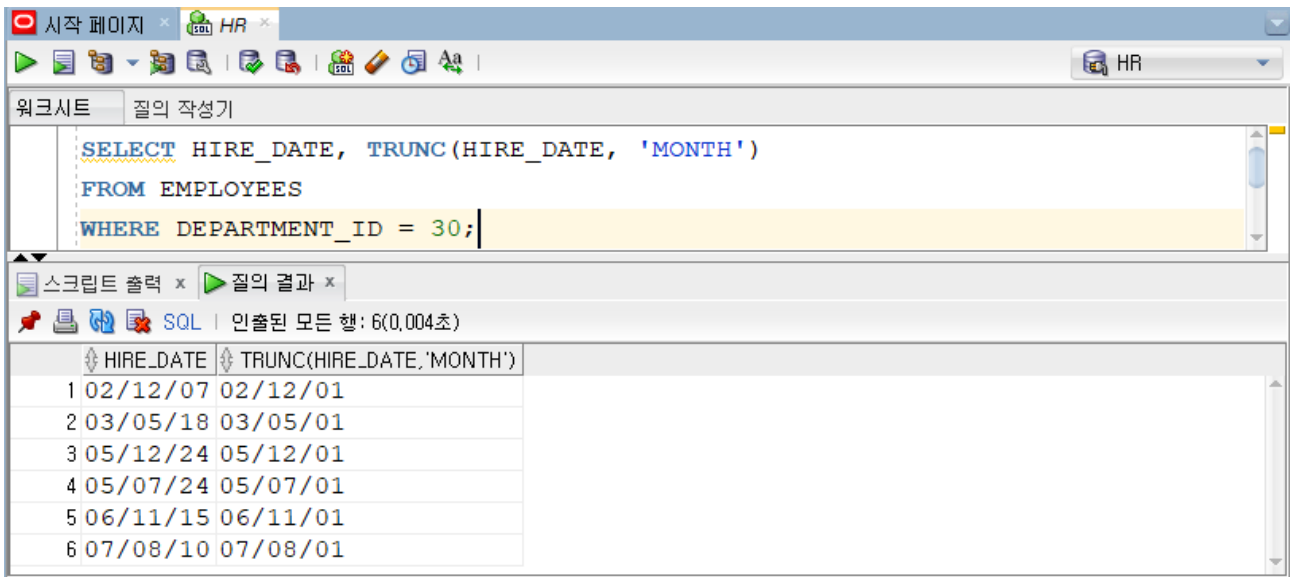 시작 페이지 × HR ×
HR
워크시트 질의 작성기
SELECT HIRE_DATE, TRUNC(HIRE_DATE, 'MONTH')
FROM EMPLOYEES
WHERE DEPARTMENT_ID = 30;
스크립트 출력 x 질의 결과 x
SQL | 인출된 모든 행: 6(0,004초)
HIRE_DATE TRUNC(HIRE_DATE,'MONTH')
1 02/12/07 02/12/01
2 03/05/18 03/05/01
3 05/12/24 05/12/01
4 05/07/24 05/07/01
5 06/11/15 06/11/01
6 07/08/10 07/08/01